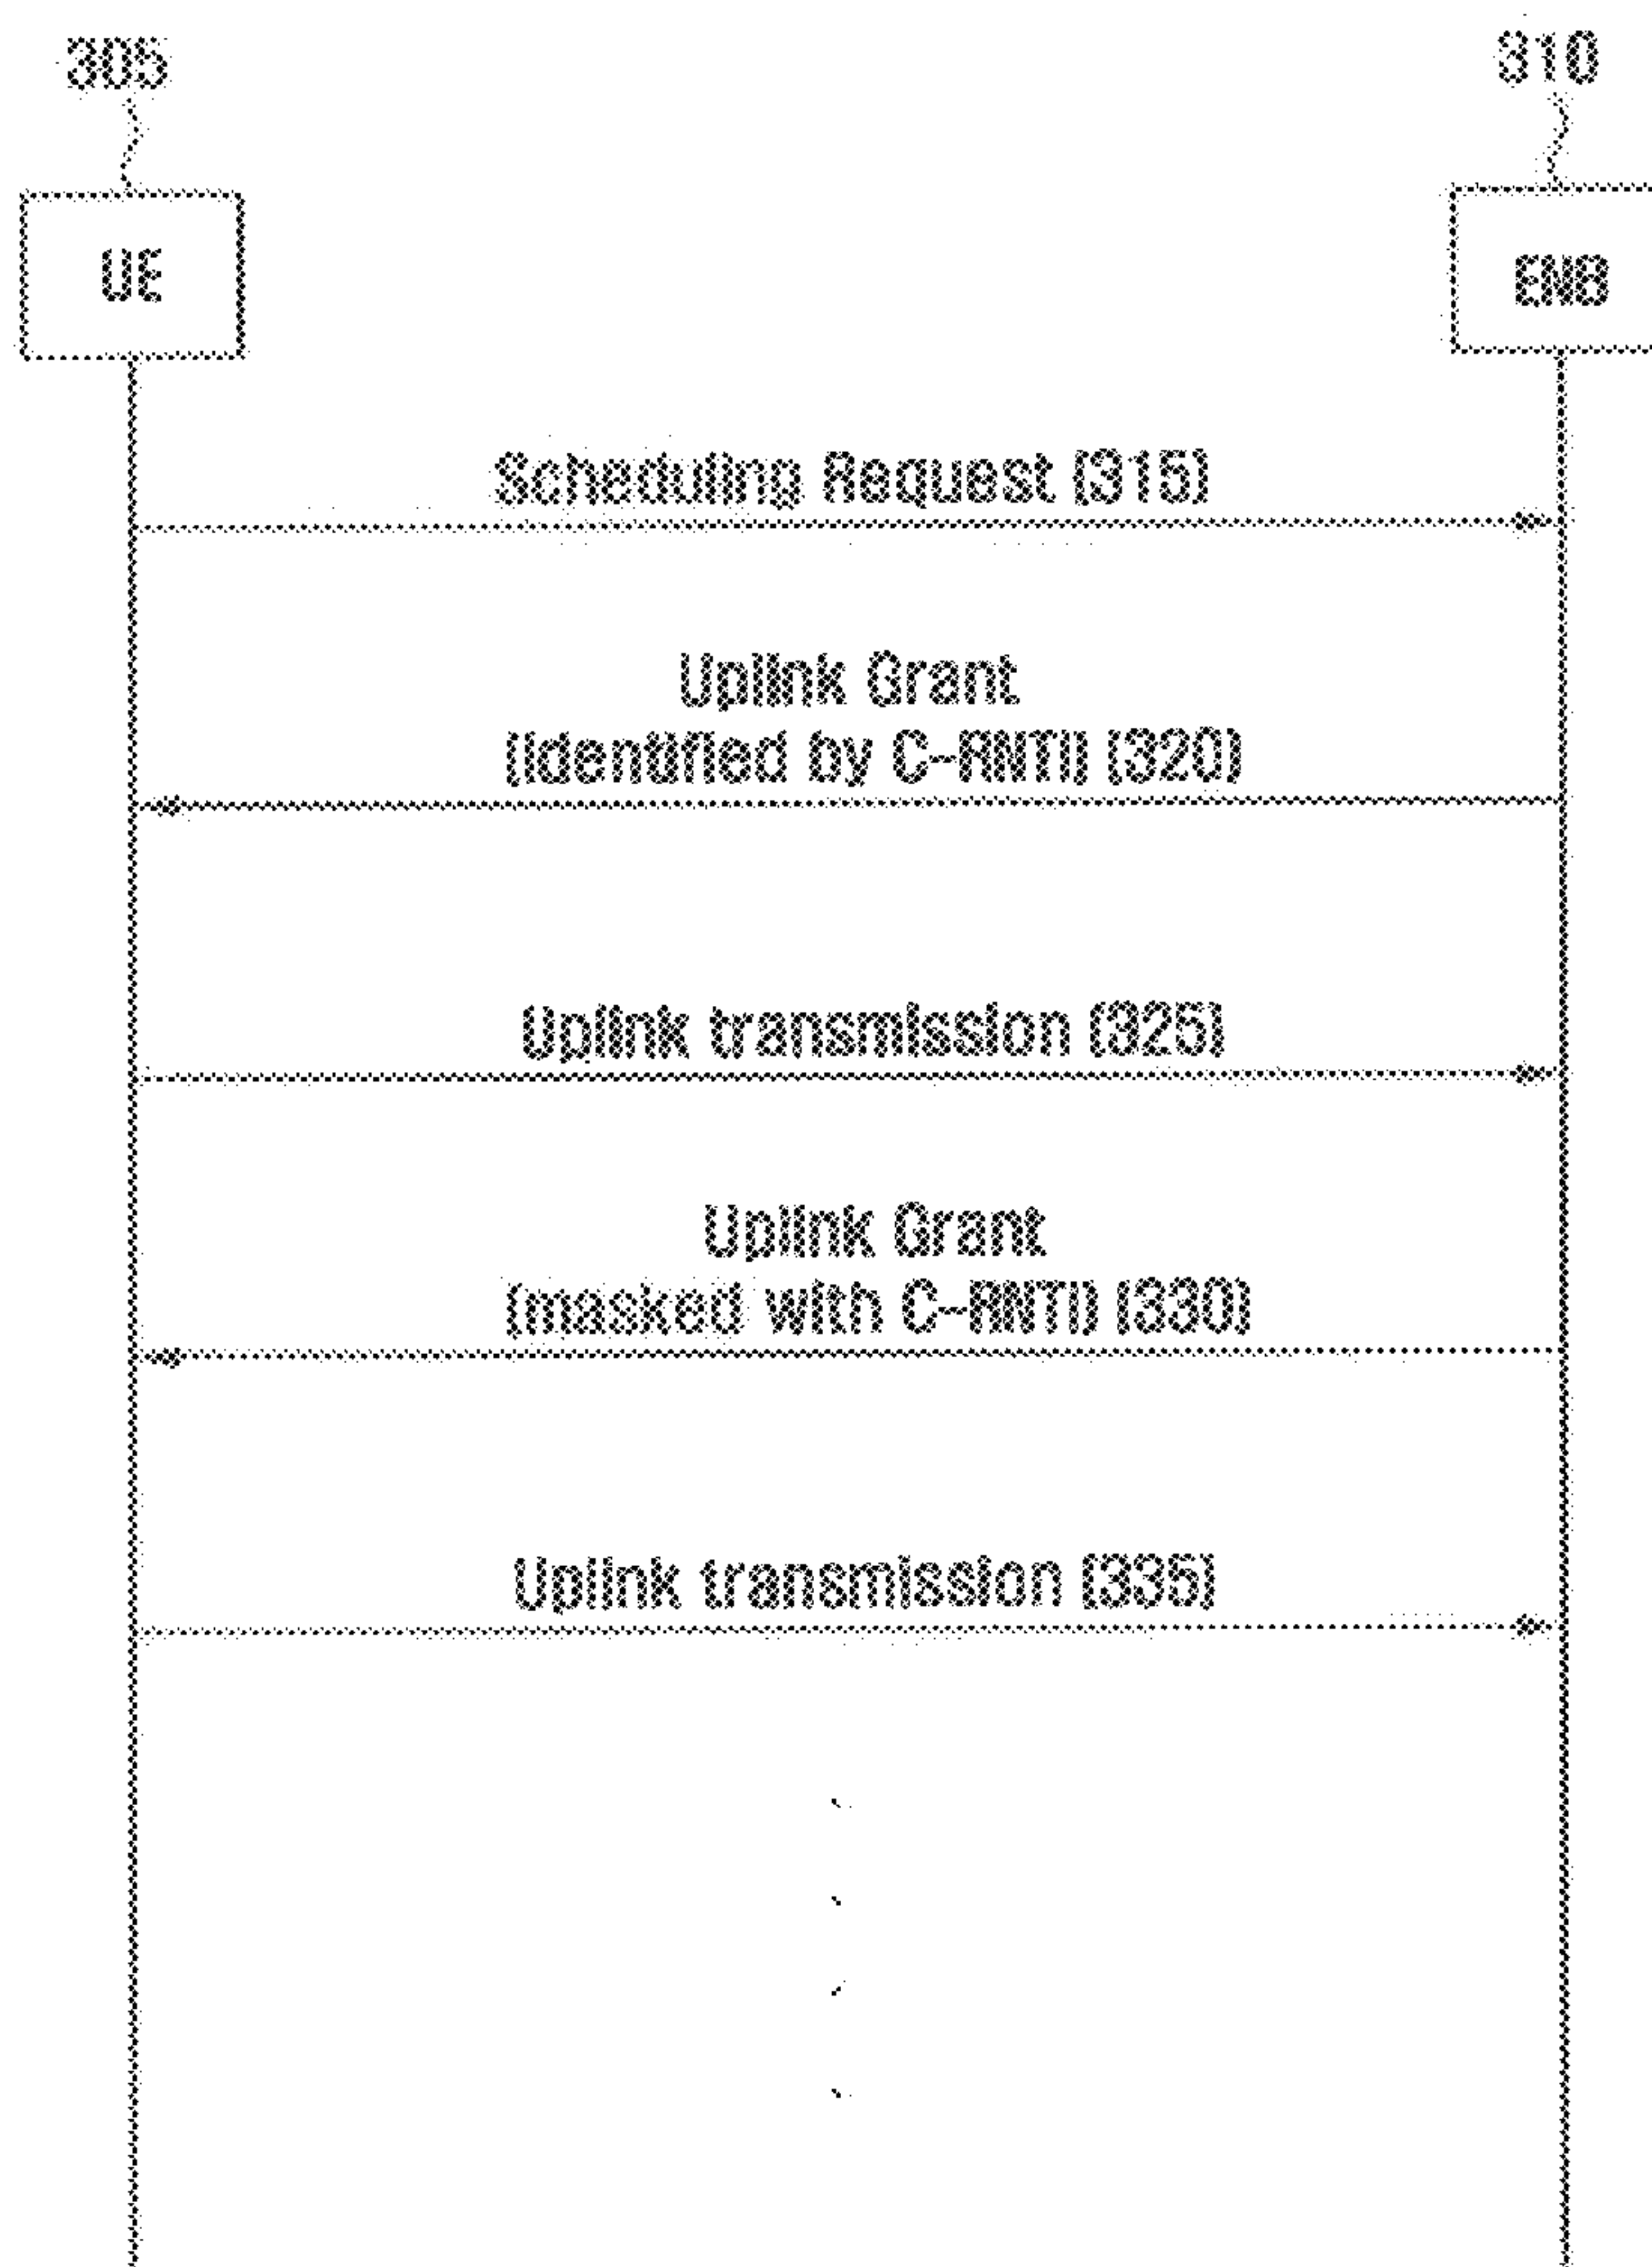 305
310
UE
ENB
Scheduling Request (315)
Uplink Grant
(identified by C-RNTI) (320)
Uplink transmission (325)
Uplink Grant
(masked with C-RNTI) (330)
Uplink transmission (335)